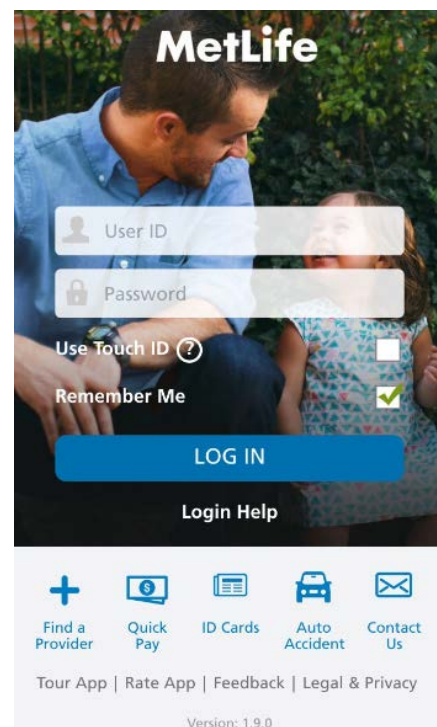 MetLife
User ID
Password
Use Touch ID ?
Remember Me
LOG IN
Login Help
Find a Provider
Quick Pay
ID Cards
Auto Accident
Contact Us
Tour App | Rate App | Feedback | Legal & Privacy
Version: 1.9.0